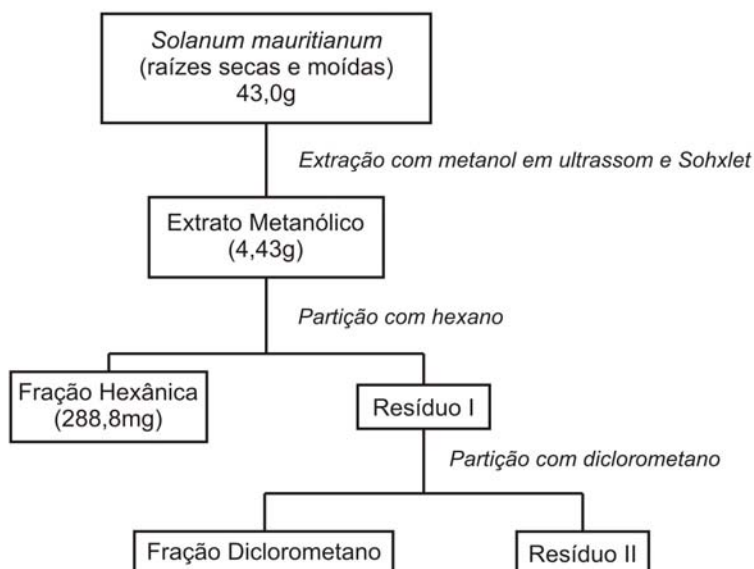 Solanum mauritianum
(raízes secas e moídas)
43,0g
Extração com metanol em ultrassom e Sohxlet
Extrato Metanólico
(4,43g)
Partição com hexano
Fração Hexânica
(288,8mg)
Resíduo I
Partição com diclorometano
Fração Diclorometano
Resíduo II